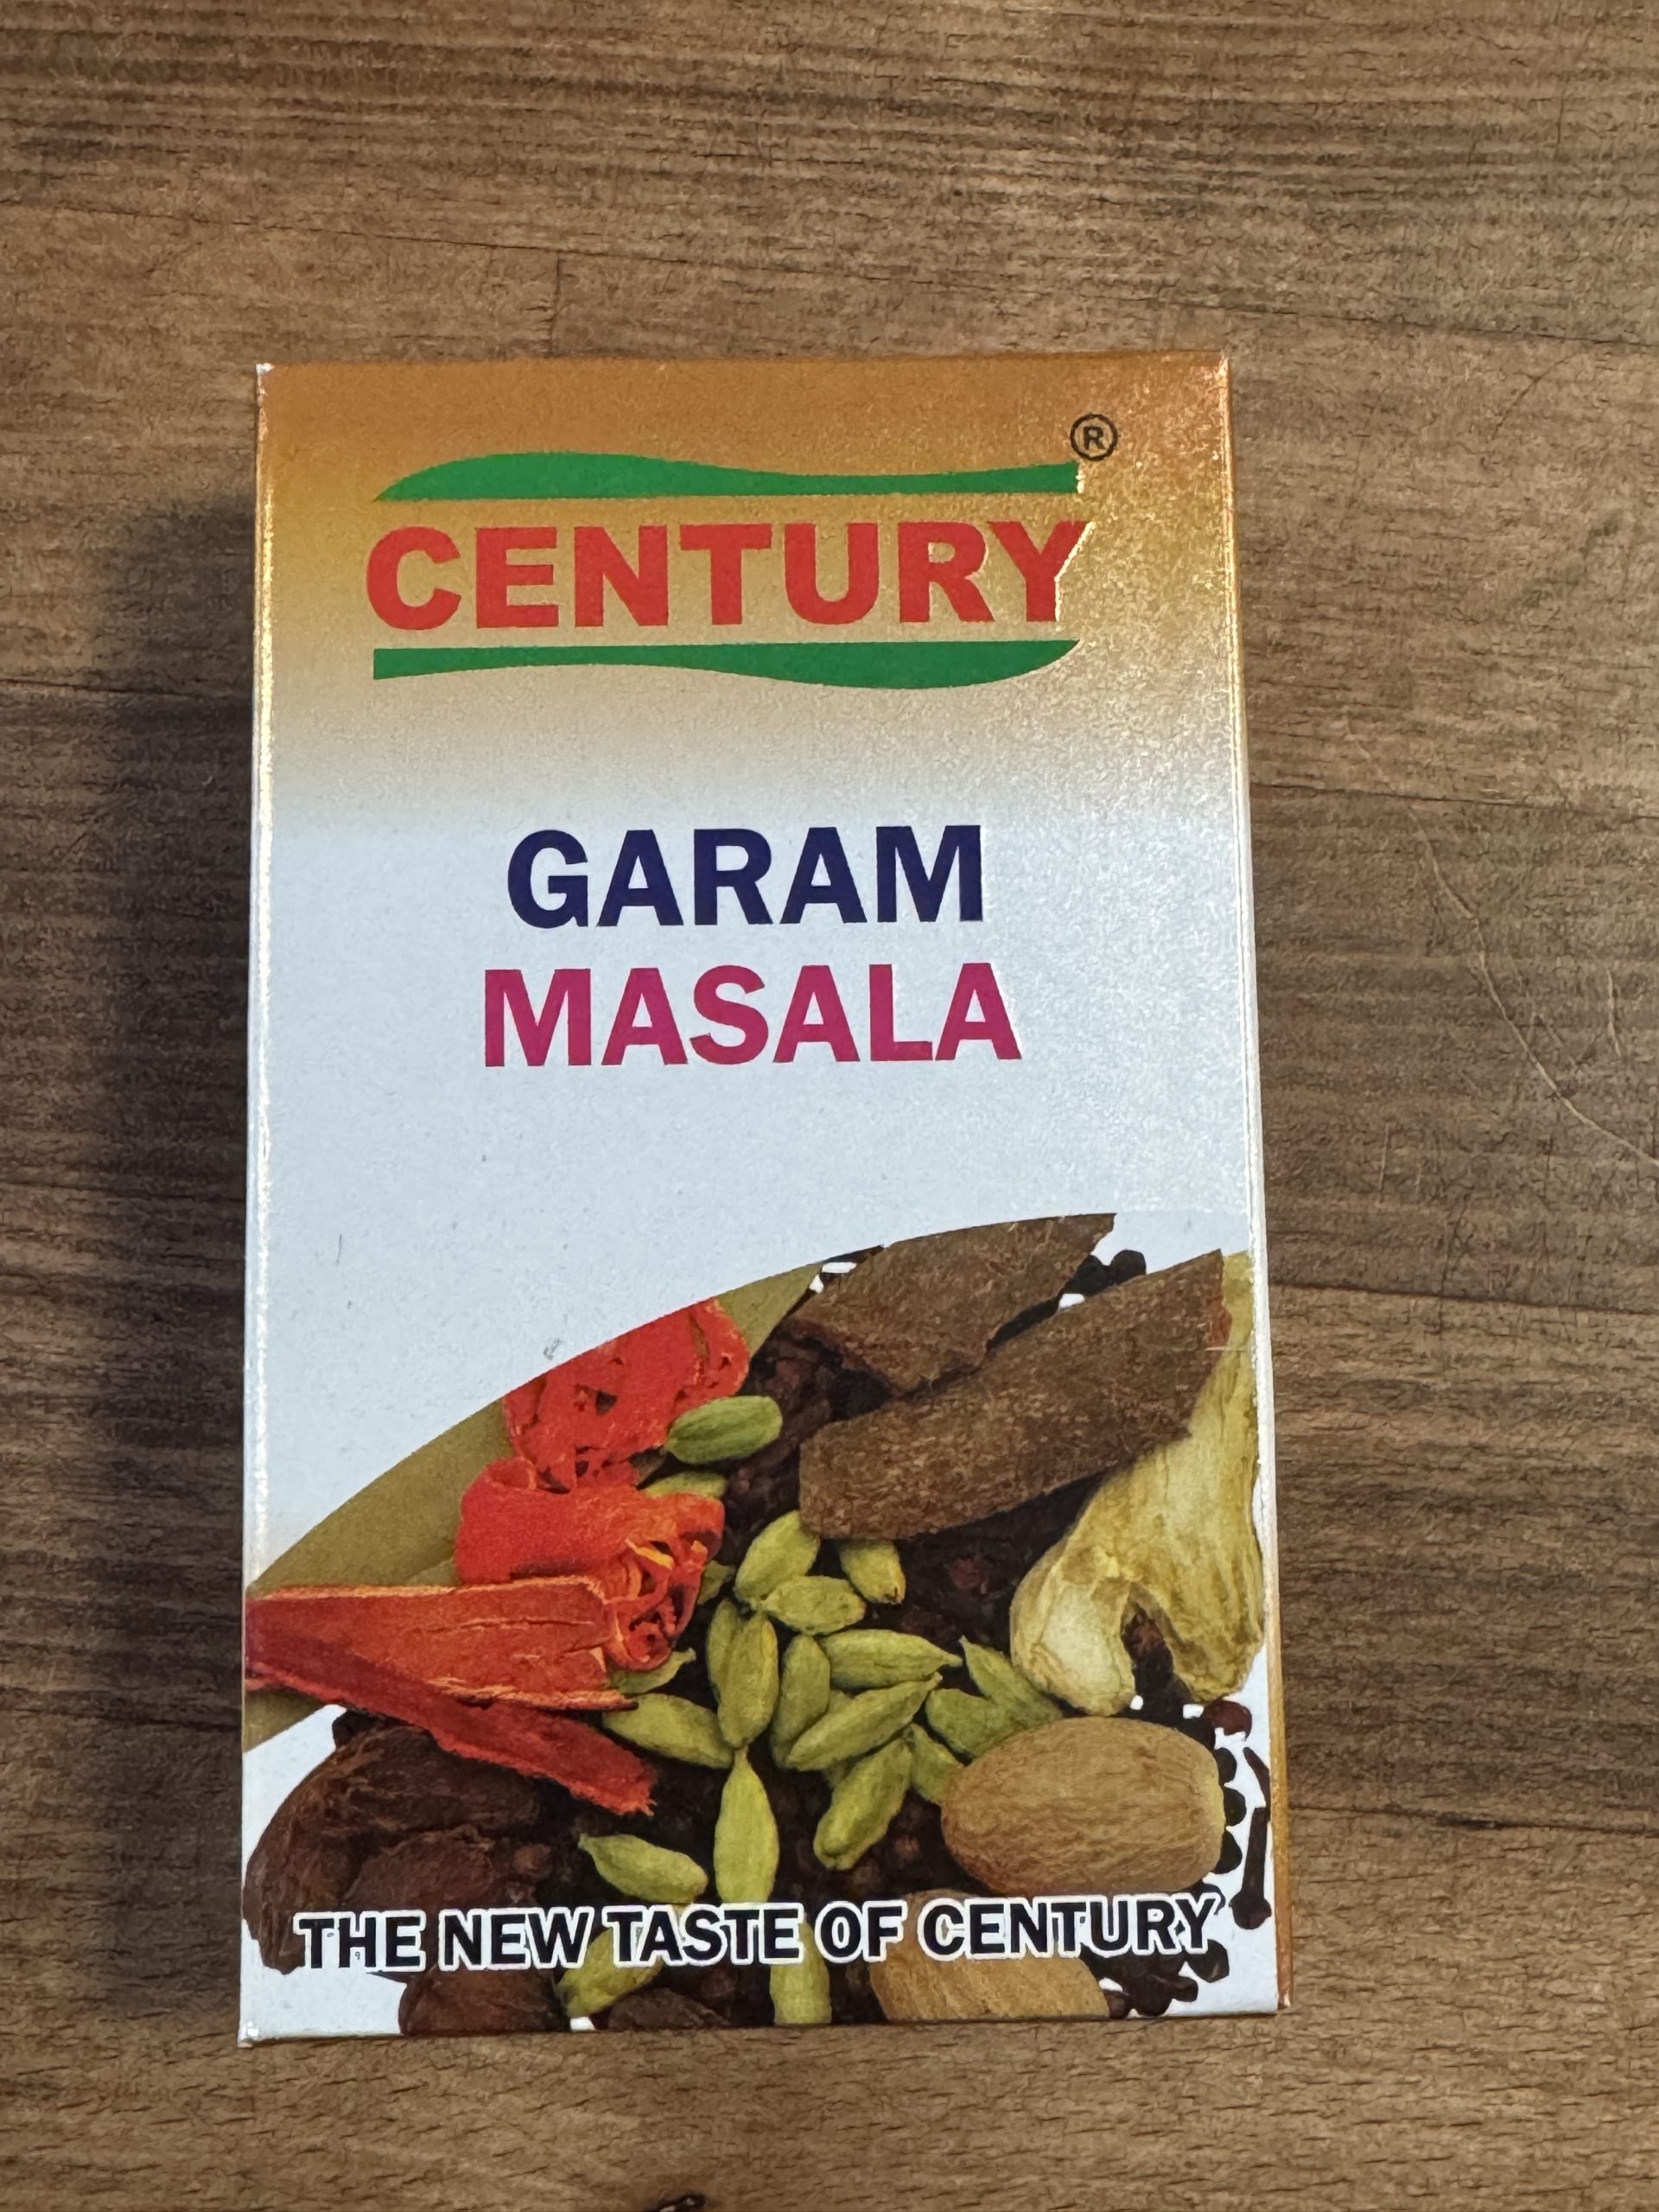 ®
CENTURY
GARAM
MASALA
THE NEW TASTE OF CENTURY